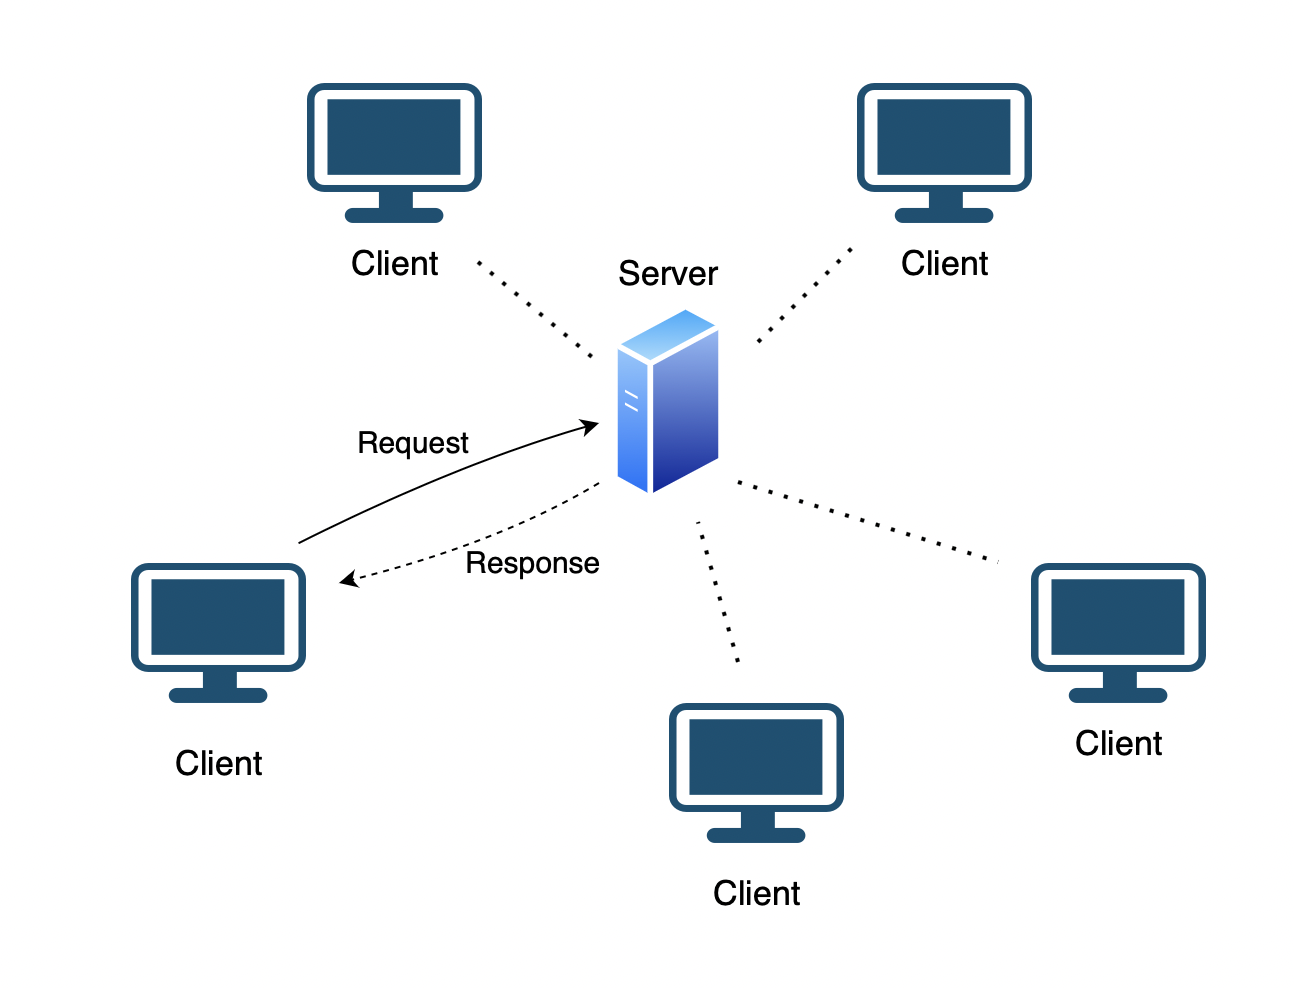 Client
Client
Server
Request
Response
Client
Client
Client